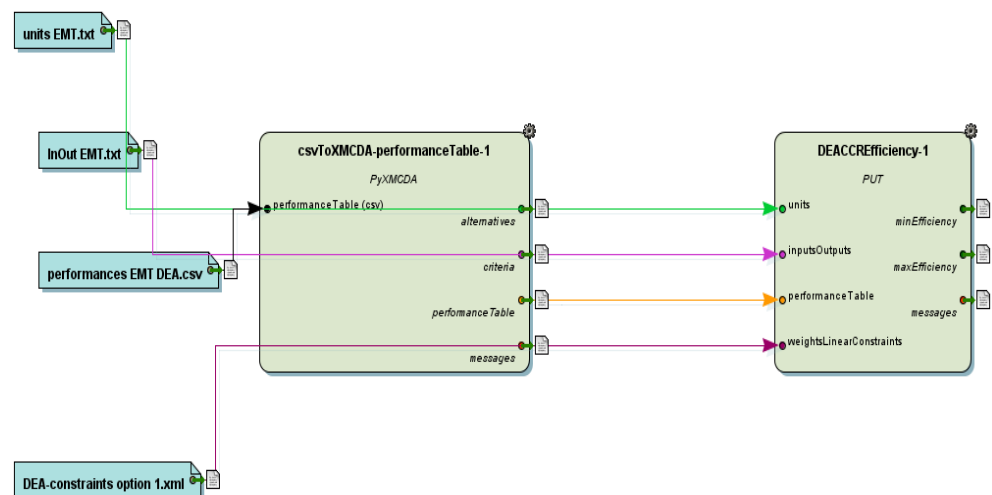 units EMT.txt
InOut EMT.txt
performances EMT DEA.csv
DEA-constraints option 1.xml
csvToXMCDA-performanceTable-1
PyXMCDA
performanceTable (csv)
alternatives
criteria
performanceTable
messages
DEACCREfficiency-1
PUT
units
minEfficiency
inputsOutputs
maxEfficiency
performanceTable
messages
weightsLinearConstraints